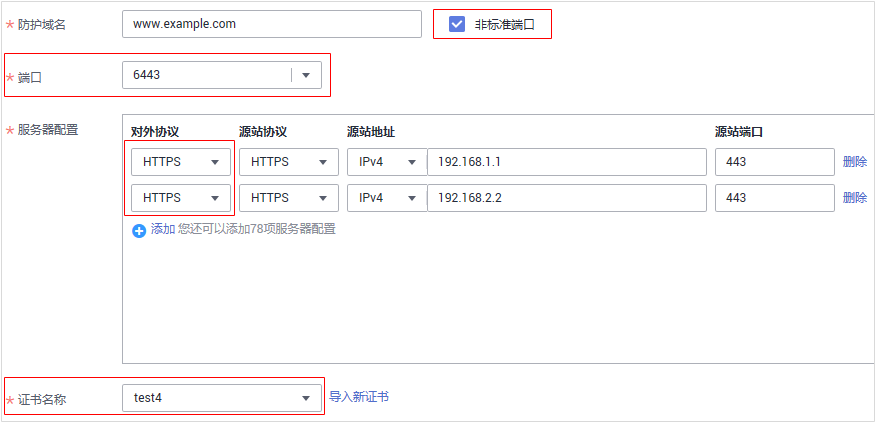 * 防护域名 www.example.com 非标准端口
* 端口 6443
* 服务器配置 对外协议 源站协议 源站地址 源站端口
HTTPS HTTPS IPv4 192.168.1.1 443 删除
HTTPS HTTPS IPv4 192.168.2.2 443 删除
添加 您还可以添加78项服务器配置
* 证书名称 test4 导入新证书